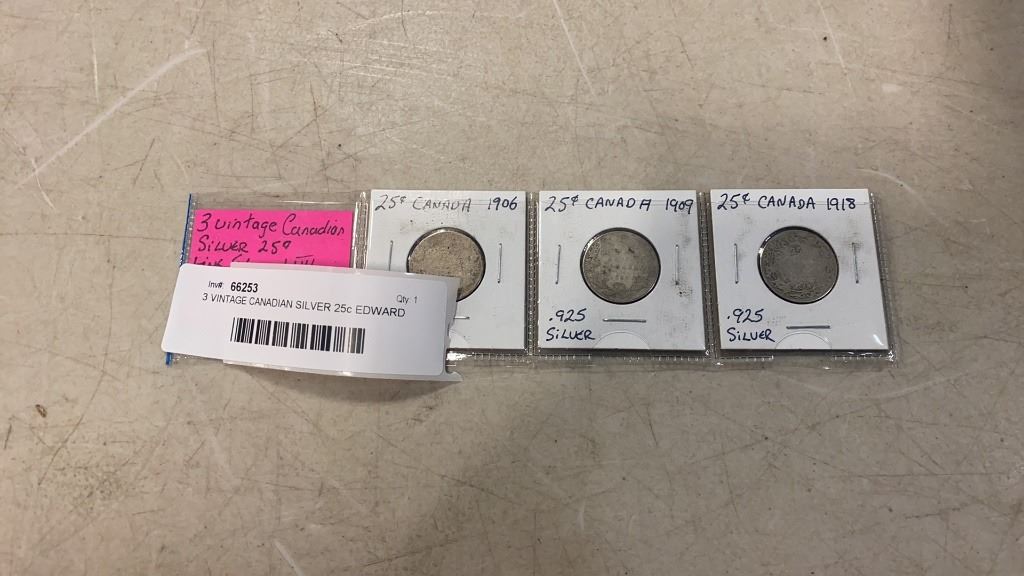 3 vintage Canadian
SILVER 25¢
Inv#: 66253
Qty: 1
3 VINTAGE CANADIAN SILVER 25c EDWARD
25¢ CANADA 1906
25¢ CANADA 1909
.925
SILVER
25¢ CANADA 1918
.925
SILVER